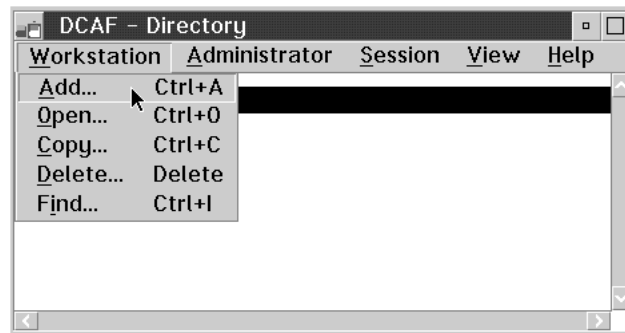 DCAF - Directory
Workstation Administrator Session View Help
Add... Ctrl+A
Open... Ctrl+O
Copy... Ctrl+C
Delete... Delete
Find... Ctrl+I